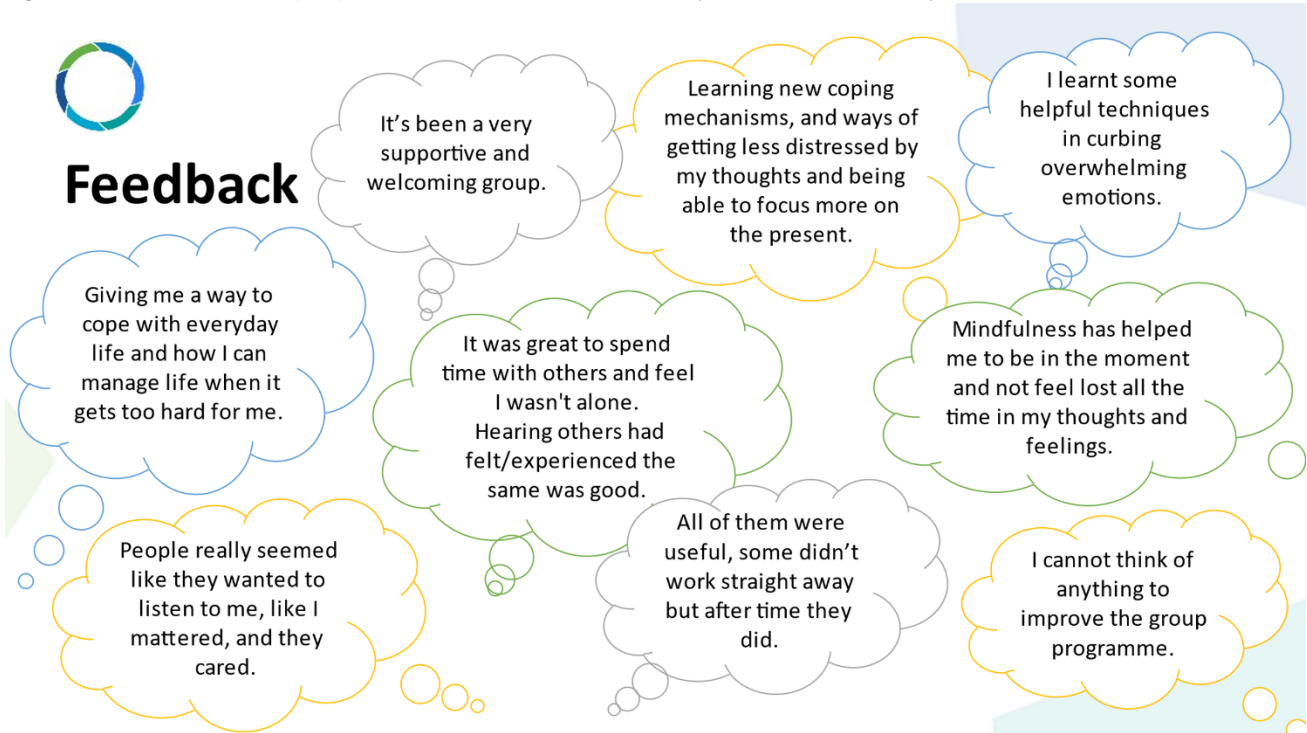 Feedback
It’s been a very
supportive and
welcoming group.
Learning new coping
mechanisms, and ways of
getting less distressed by
my thoughts and being
able to focus more on
the present.
I learnt some
helpful techniques
in curbing
overwhelming
emotions.
Giving me a way to
cope with everyday
life and how I can
manage life when it
gets too hard for me.
It was great to spend
time with others and feel
I wasn't alone.
Hearing others had
felt/experienced the
same was good.
Mindfulness has helped
me to be in the moment
and not feel lost all the
time in my thoughts and
feelings.
People really seemed
like they wanted to
listen to me, like I
mattered, and they
cared.
All of them were
useful, some didn’t
work straight away
but after time they
did.
I cannot think of
anything to
improve the group
programme.